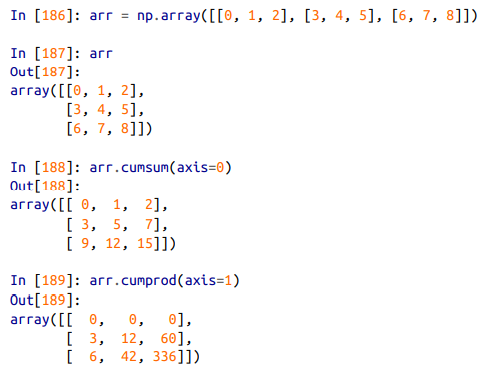 In [186]: arr = np.array([[0, 1, 2], [3, 4, 5], [6, 7, 8]])
In [187]: arr
Out[187]:
array([[0, 1, 2],
       [3, 4, 5],
       [6, 7, 8]])
In [188]: arr.cumsum(axis=0)
Out[188]:
array([[ 0,  1,  2],
       [ 3,  5,  7],
       [ 9, 12, 15]])
In [189]: arr.cumprod(axis=1)
Out[189]:
array([[  0,   0,   0],
       [  3,  12,  60],
       [  6,  42, 336]])